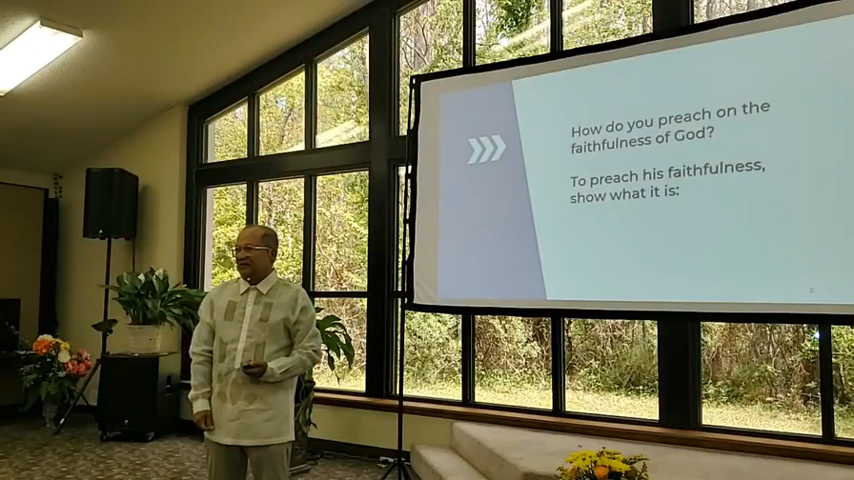 How do you preach on the
faithfulness of God?
To preach his faithfulness,
show what it is: